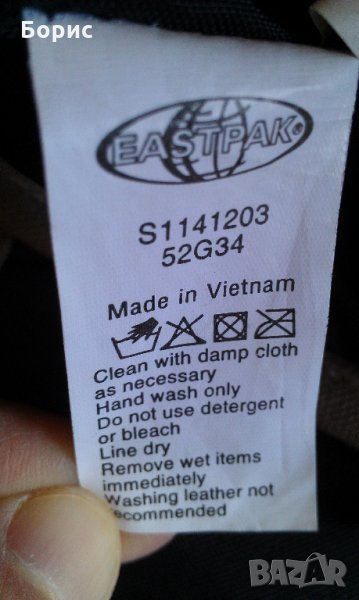 Борис
EASTPAK®
S1141203
52G34
Made in Vietnam
Clean with damp cloth
as necessary
Hand wash only
Do not use detergent
or bleach
Line dry
Remove wet items
immediately
Washing leather not
recommended
BAZAR